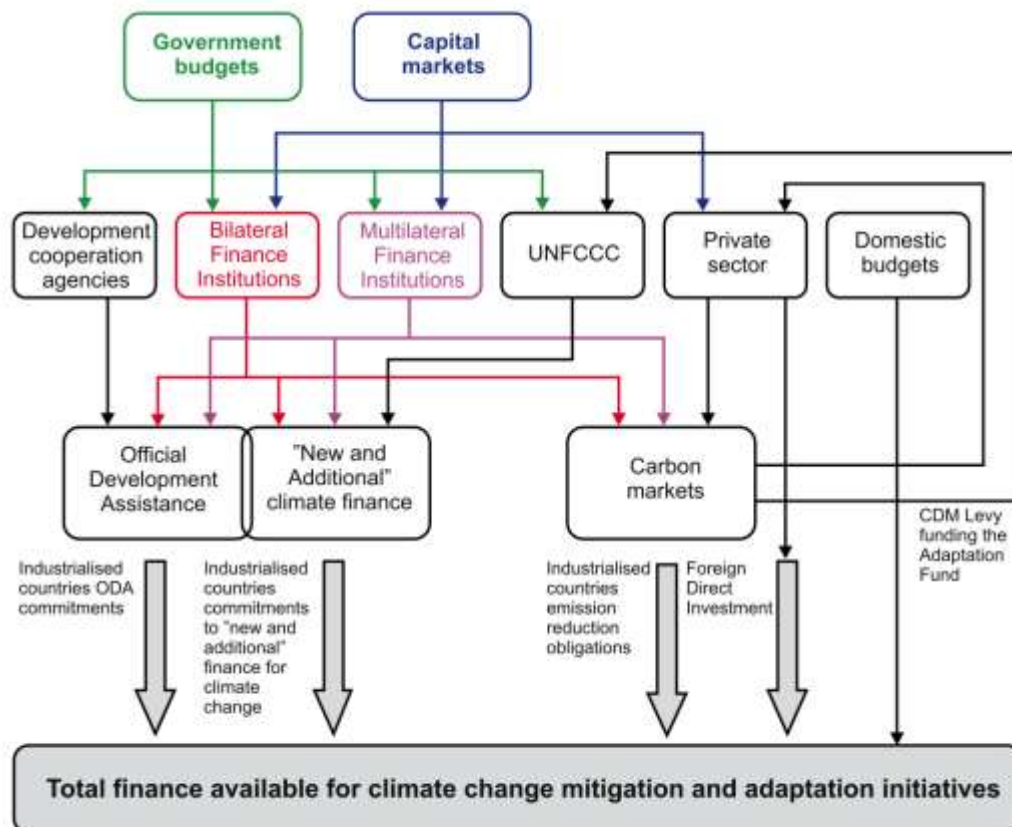 Government
budgets
Capital
markets
Development
cooperation
agencies
Bilateral
Finance
Institutions
Multilateral
Finance
Institutions
UNFCCC
Private
sector
Domestic
budgets
Official
Development
Assistance
"New and
Additional"
climate finance
Carbon
markets
CDM Levy
funding the
Adaptation
Fund
Industrialised
countries ODA
commitments
Industrialised
countries
commitments
to "new and
additional"
finance for
climate
change
Industrialised
countries
emission
reduction
obligations
Foreign
Direct
Investment
Total finance available for climate change mitigation and adaptation initiatives